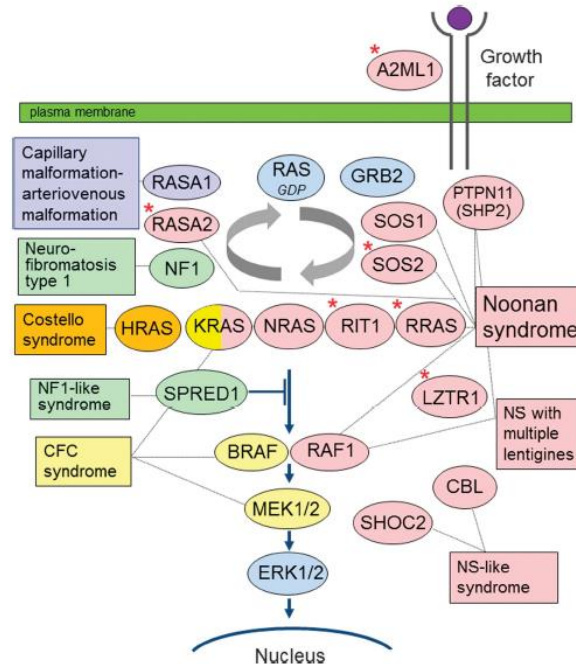 *
A2ML1
Growth
factor
plasma membrane
Capillary
malformation-
arteriovenous
malformation
RASA1
*
RASA2
RAS
GDP
GRB2
PTPN11
(SHP2)
SOS1
*
SOS2
Neuro-
fibromatosis
type 1
NF1
Noonan
syndrome
Costello
syndrome
HRAS
KRAS
NRAS
*
RIT1
*
RRAS
NF1-like
syndrome
SPRED1
*
LZTR1
NS with
multiple
lentigines
CFC
syndrome
BRAF
RAF1
MEK1/2
CBL
SHOC2
NS-like
syndrome
ERK1/2
Nucleus